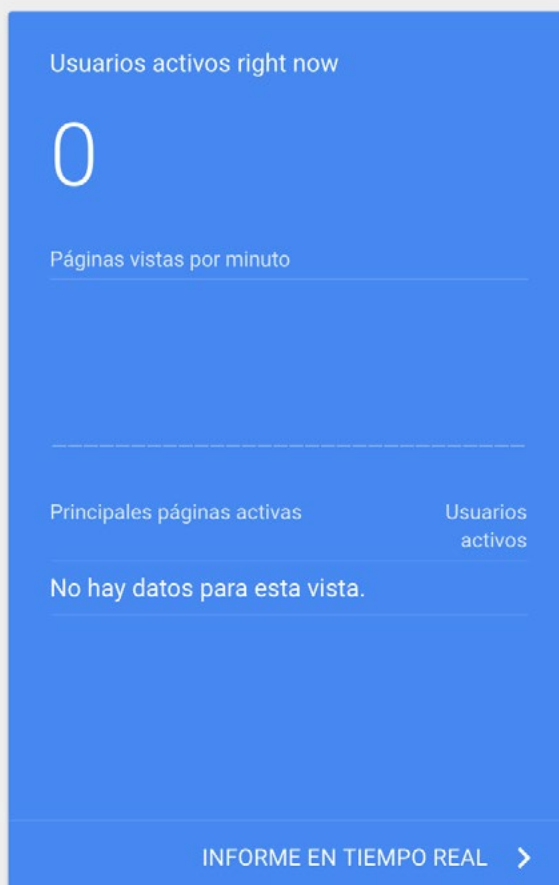 Usuarios activos right now
0
Páginas vistas por minuto
Principales páginas activas
Usuarios
activos
No hay datos para esta vista.
INFORME EN TIEMPO REAL